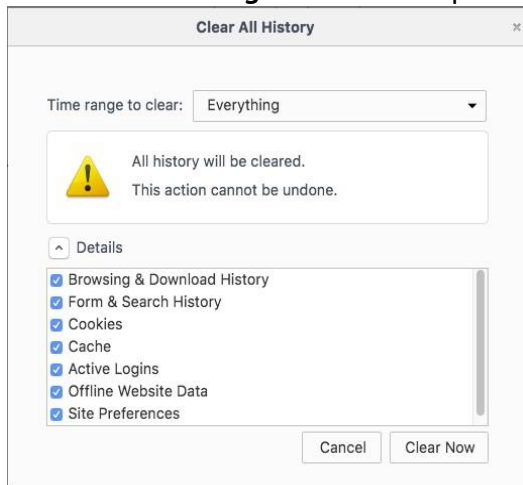 Clear All History
Time range to clear: Everything
All history will be cleared.
This action cannot be undone.
Details
Browsing & Download History
Form & Search History
Cookies
Cache
Active Logins
Offline Website Data
Site Preferences
Cancel Clear Now